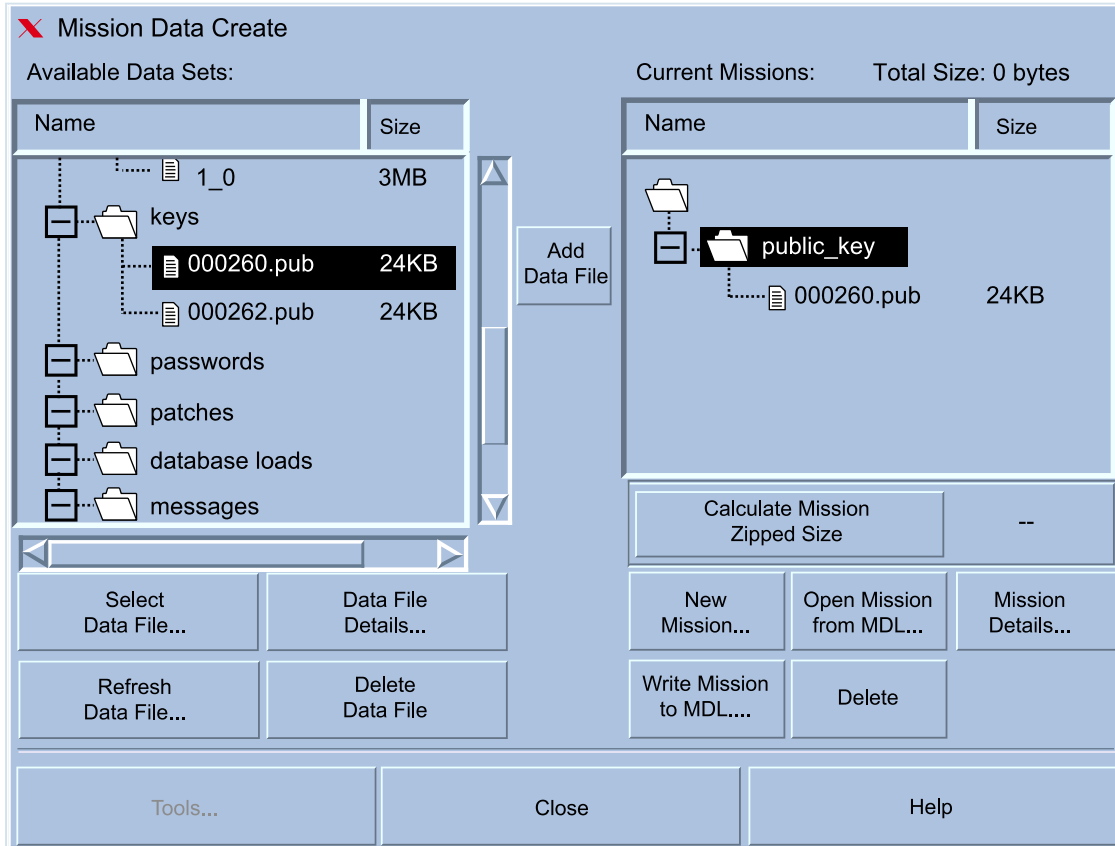 Mission Data Create
Available Data Sets:
Current Missions: Total Size: 0 bytes
Name Size
Name Size
1_0 3MB
keys
000260.pub 24KB
000262.pub 24KB
passwords
patches
database loads
messages
Add
Data File
public_key
000260.pub 24KB
Calculate Mission
Zipped Size
--
Select
Data File...
Data File
Details...
New
Mission...
Open Mission
from MDL...
Mission
Details...
Refresh
Data File...
Delete
Data File
Write Mission
to MDL....
Delete
Tools...
Close
Help